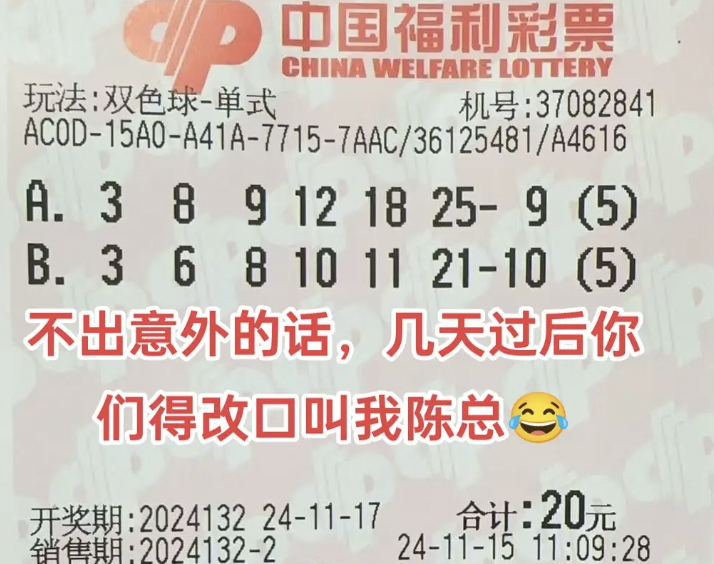 中国福利彩票
CHINA WELFARE LOTTERY
玩法:双色球-单式 机号:37082841
AC0D-15A0-A41A-7715-7AAC/36125481/A4616
A. 3 8 9 12 18 25- 9 (5)
B. 3 6 8 10 11 21-10 (5)
不出意外的话，几天过后你
们得改口叫我陈总😂
开奖期:2024132 24-11-17 合计:20元
销售期:2024132-2 24-11-15 11:09:28